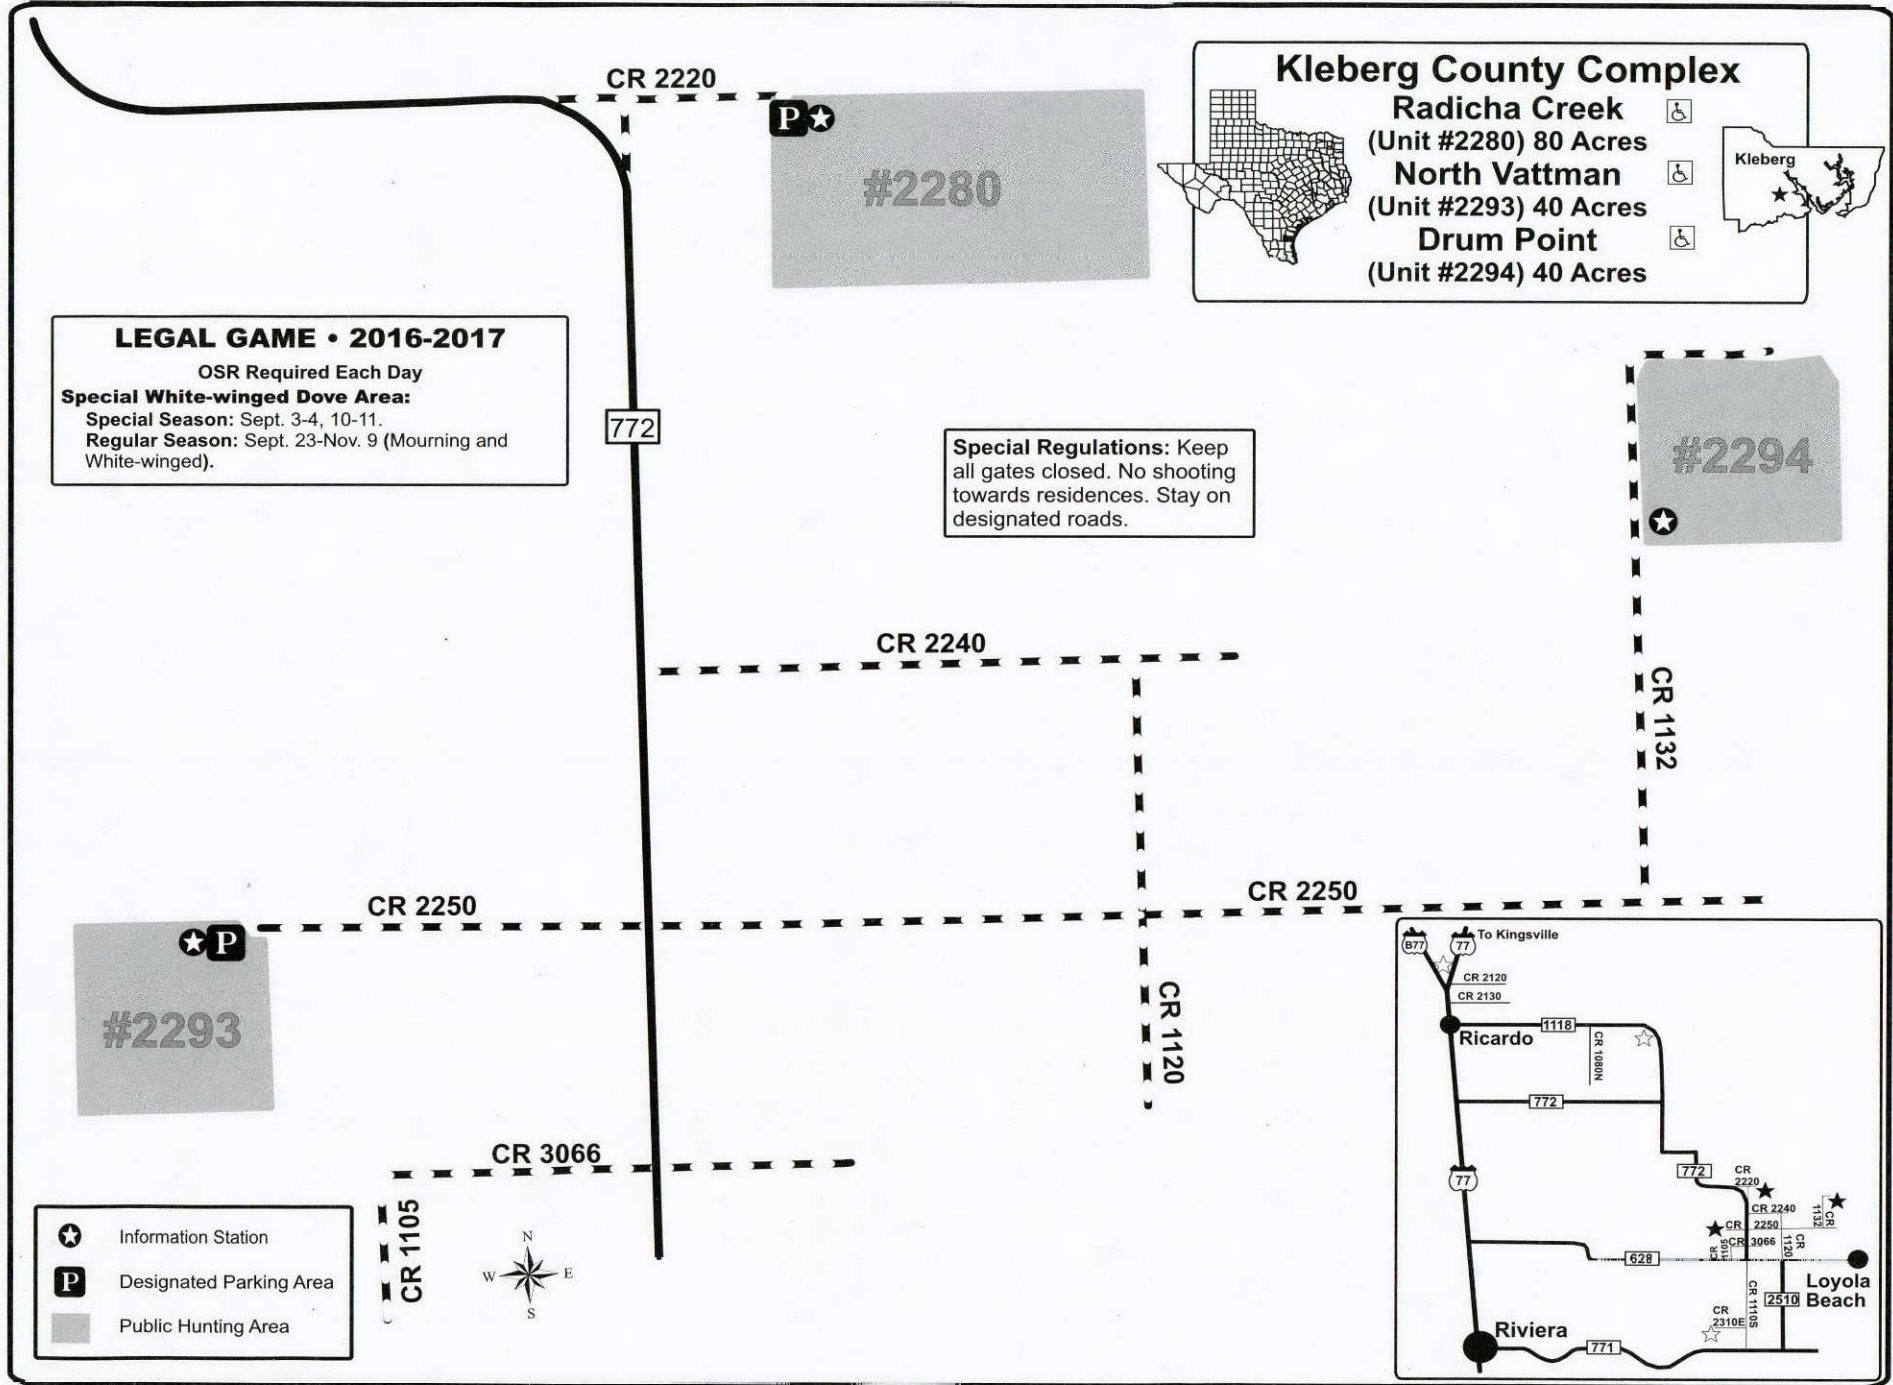 CR 2220
P
#2280
Kleberg County Complex
Radicha Creek
(Unit #2280) 80 Acres
North Vattman
(Unit #2293) 40 Acres
Drum Point
(Unit #2294) 40 Acres
Kleberg
LEGAL GAME • 2016-2017
OSR Required Each Day
Special White-winged Dove Area:
Special Season: Sept. 3-4, 10-11.
Regular Season: Sept. 23-Nov. 9 (Mourning and
White-winged).
772
Special Regulations: Keep
all gates closed. No shooting
towards residences. Stay on
designated roads.
#2294
CR 2240
CR 1132
CR 2250
CR 2250
P
#2293
CR 1120
CR 3066
CR 1105
N
W
E
S
Information Station
P
Designated Parking Area
Public Hunting Area
B77
77
To Kingsville
CR 2120
CR 2130
Ricardo
1118
CR 1080N
772
77
772
CR
2220
CR 2240
CR
1132
CR 2250
CR 3066
CR
1105
CR
1120
628
Loyola
Beach
CR 1110S
2510
CR
2310E
Riviera
771